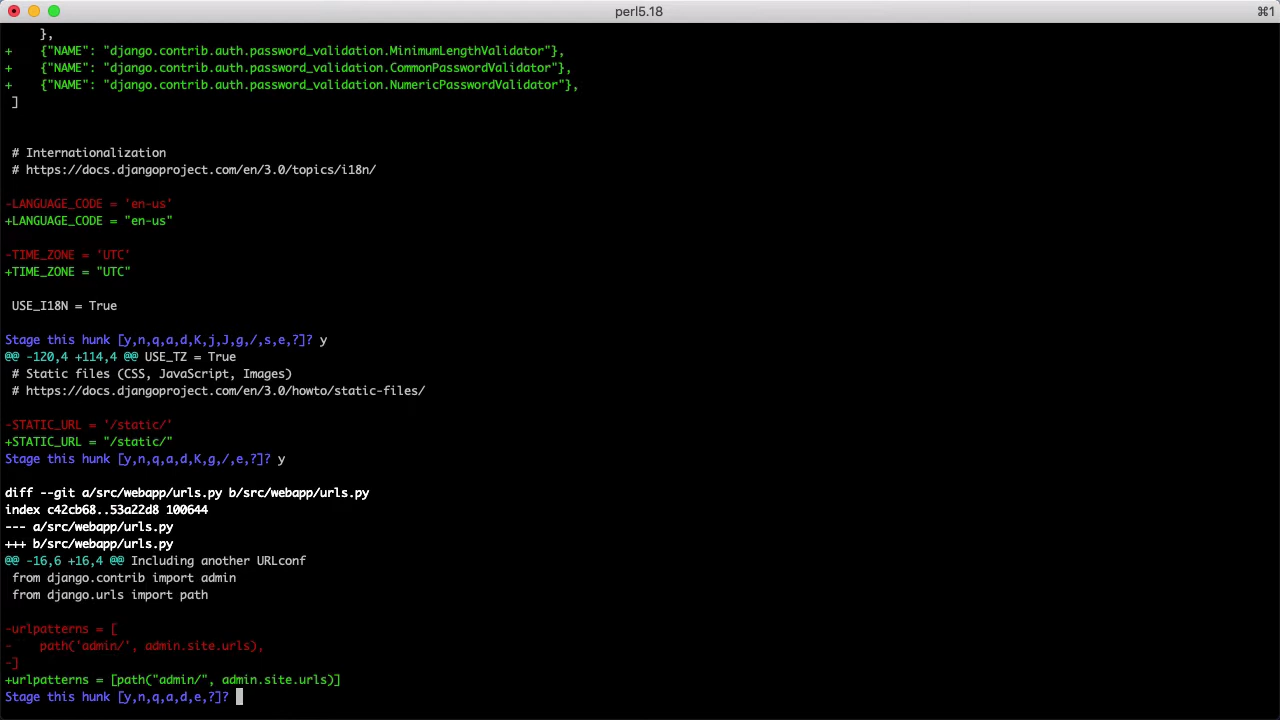 perl5.18
⌘1
     },
+    {"NAME": "django.contrib.auth.password_validation.MinimumLengthValidator"},
+    {"NAME": "django.contrib.auth.password_validation.CommonPasswordValidator"},
+    {"NAME": "django.contrib.auth.password_validation.NumericPasswordValidator"},
 ]
 # Internationalization
 # https://docs.djangoproject.com/en/3.0/topics/i18n/
-LANGUAGE_CODE = 'en-us'
+LANGUAGE_CODE = "en-us"
-TIME_ZONE = 'UTC'
+TIME_ZONE = "UTC"
 USE_I18N = True
Stage this hunk [y,n,q,a,d,K,j,J,g,/,s,e,?]? y
@@ -120,4 +114,4 @@ USE_TZ = True
 # Static files (CSS, JavaScript, Images)
 # https://docs.djangoproject.com/en/3.0/howto/static-files/
-STATIC_URL = '/static/'
+STATIC_URL = "/static/"
Stage this hunk [y,n,q,a,d,K,g,/,e,?]? y
diff --git a/src/webapp/urls.py b/src/webapp/urls.py
index c42cb68..53a22d8 100644
--- a/src/webapp/urls.py
+++ b/src/webapp/urls.py
@@ -16,6 +16,4 @@ Including another URLconf
 from django.contrib import admin
 from django.urls import path
-urlpatterns = [
-    path('admin/', admin.site.urls),
-]
+urlpatterns = [path("admin/", admin.site.urls)]
Stage this hunk [y,n,q,a,d,e,?]?